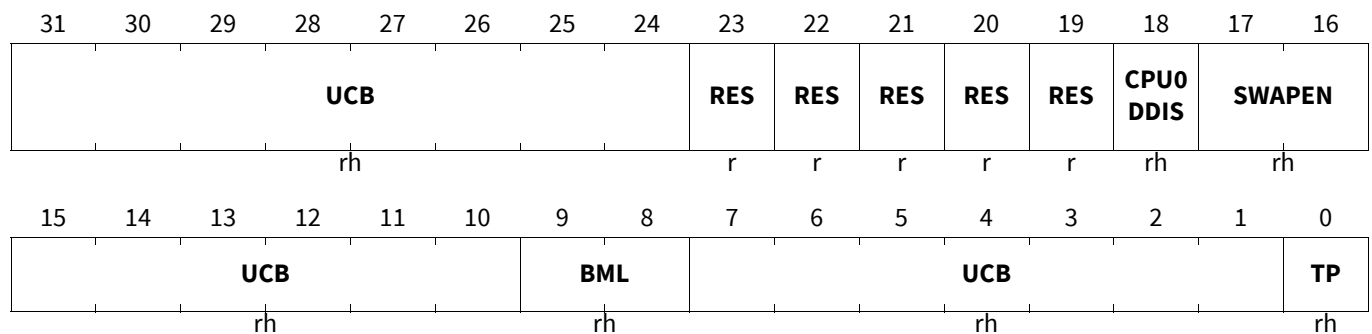 31 30 29 28 27 26 25 24 23 22 21 20 19 18 17 16
UCB RES RES RES RES RES CPU0 DDIS SWAPEN
rh r r r r r rh rh
15 14 13 12 11 10 9 8 7 6 5 4 3 2 1 0
UCB BML UCB TP
rh rh rh rh